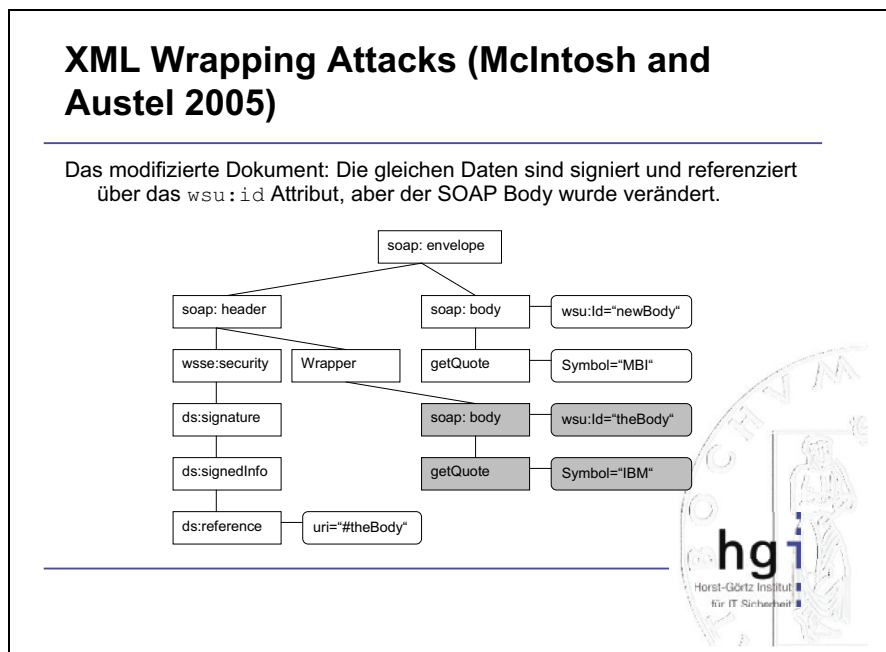 XML Wrapping Attacks (McIntosh and
Austel 2005)
Das modifizierte Dokument: Die gleichen Daten sind signiert und referenziert
über das wsu:id Attribut, aber der SOAP Body wurde verändert.
soap: envelope
soap: header
soap: body
wsu:Id="newBody“
wsse:security
Wrapper
getQuote
Symbol=“MBI“
ds:signature
soap: body
wsu:Id=“theBody“
ds:signedInfo
getQuote
Symbol=“IBM“
ds:reference
uri=“#theBody“
hgi
Horst-Görtz Institut
für IT Sicherheit